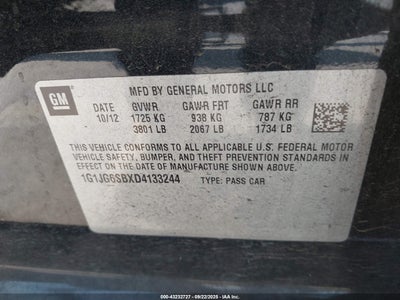 GM
MFD BY GENERAL MOTORS LLC
DATE GVWR GAWR FRT GAWR RR
10/12 1725 KG 938 KG 787 KG
3801 LB 2067 LB 1734 LB
THIS VEHICLE CONFORMS TO ALL APPLICABLE U.S. FEDERAL MOTOR
VEHICLE SAFETY, BUMPER, AND THEFT PREVENTION STANDARDS IN
EFFECT ON THE DATE OF MANUFACTURE SHOWN ABOVE.
1G1JG6SBXD4133244 TYPE: PASS CAR
© 500-43232727 - 09/22/2025 - IAA Inc.